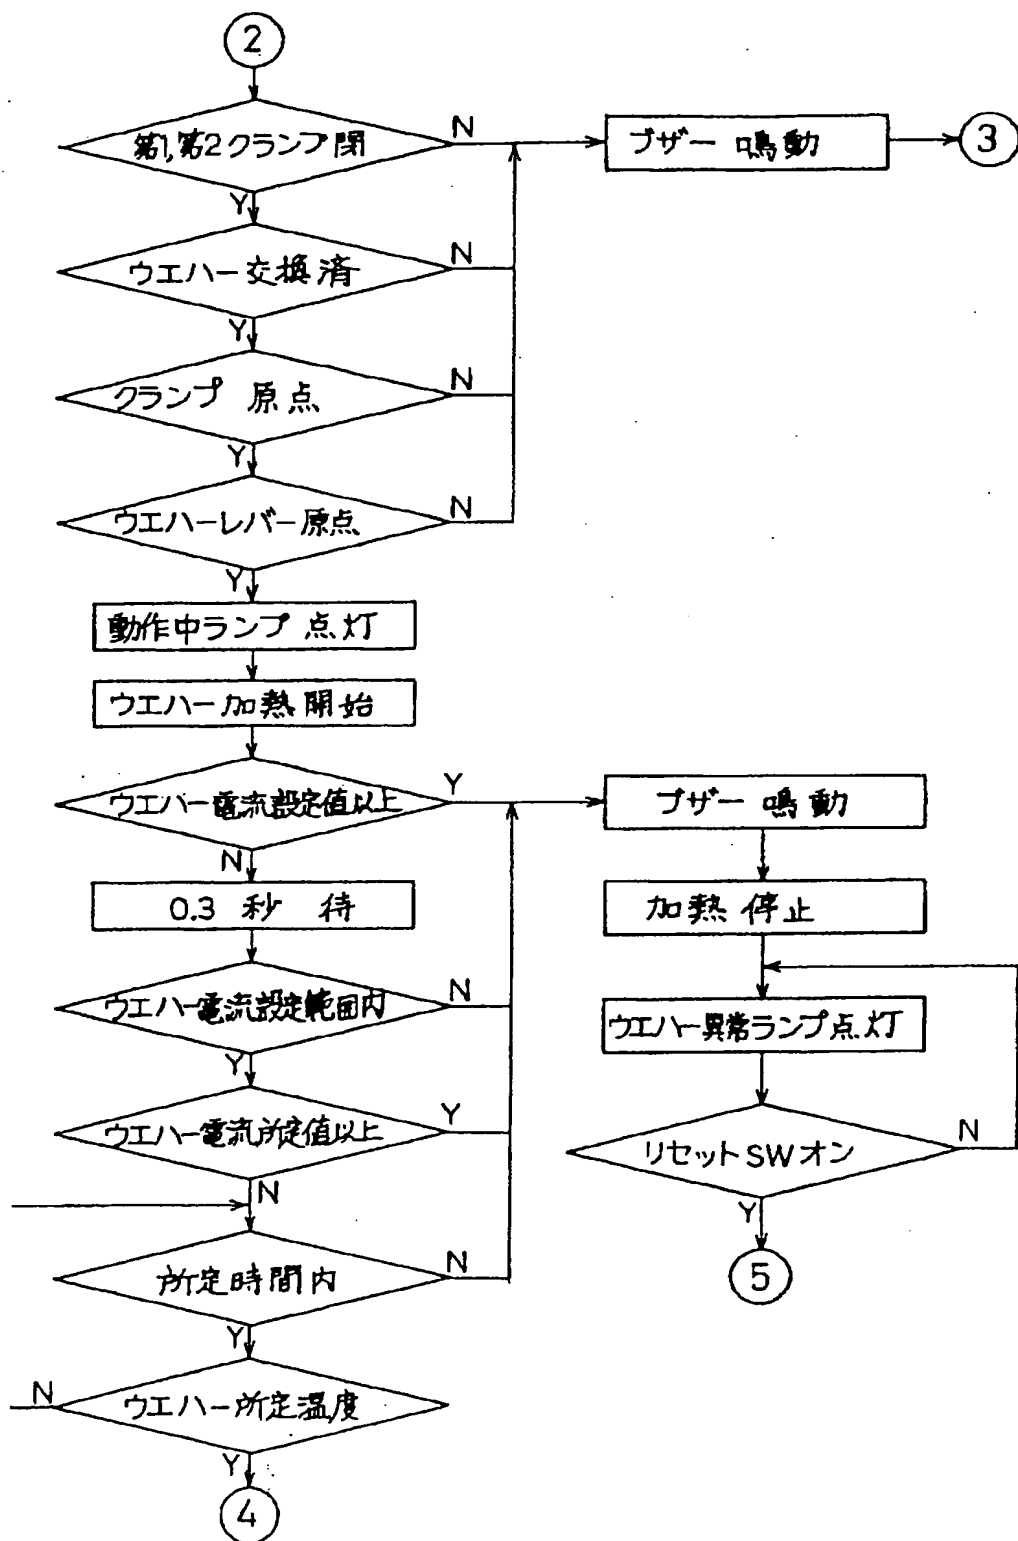 2
第1,第2クランプ閉
N
ブザー 鳴動
3
Y
ウエハー交換済
N
Y
クランプ 原点
N
Y
ウエハーレバー原点
N
Y
動作中ランプ 点灯
ウエハー加熱開始
ウエハー電流設定値以上
Y
ブザー 鳴動
N
0.3 秒 待
加熱停止
ウエハー電流設定範囲内
N
ウエハー異常ランプ点灯
Y
ウエハー電流所定値以上
Y
リセットSWオン
N
N
Y
所定時間内
N
5
Y
N
ウエハー所定温度
Y
4